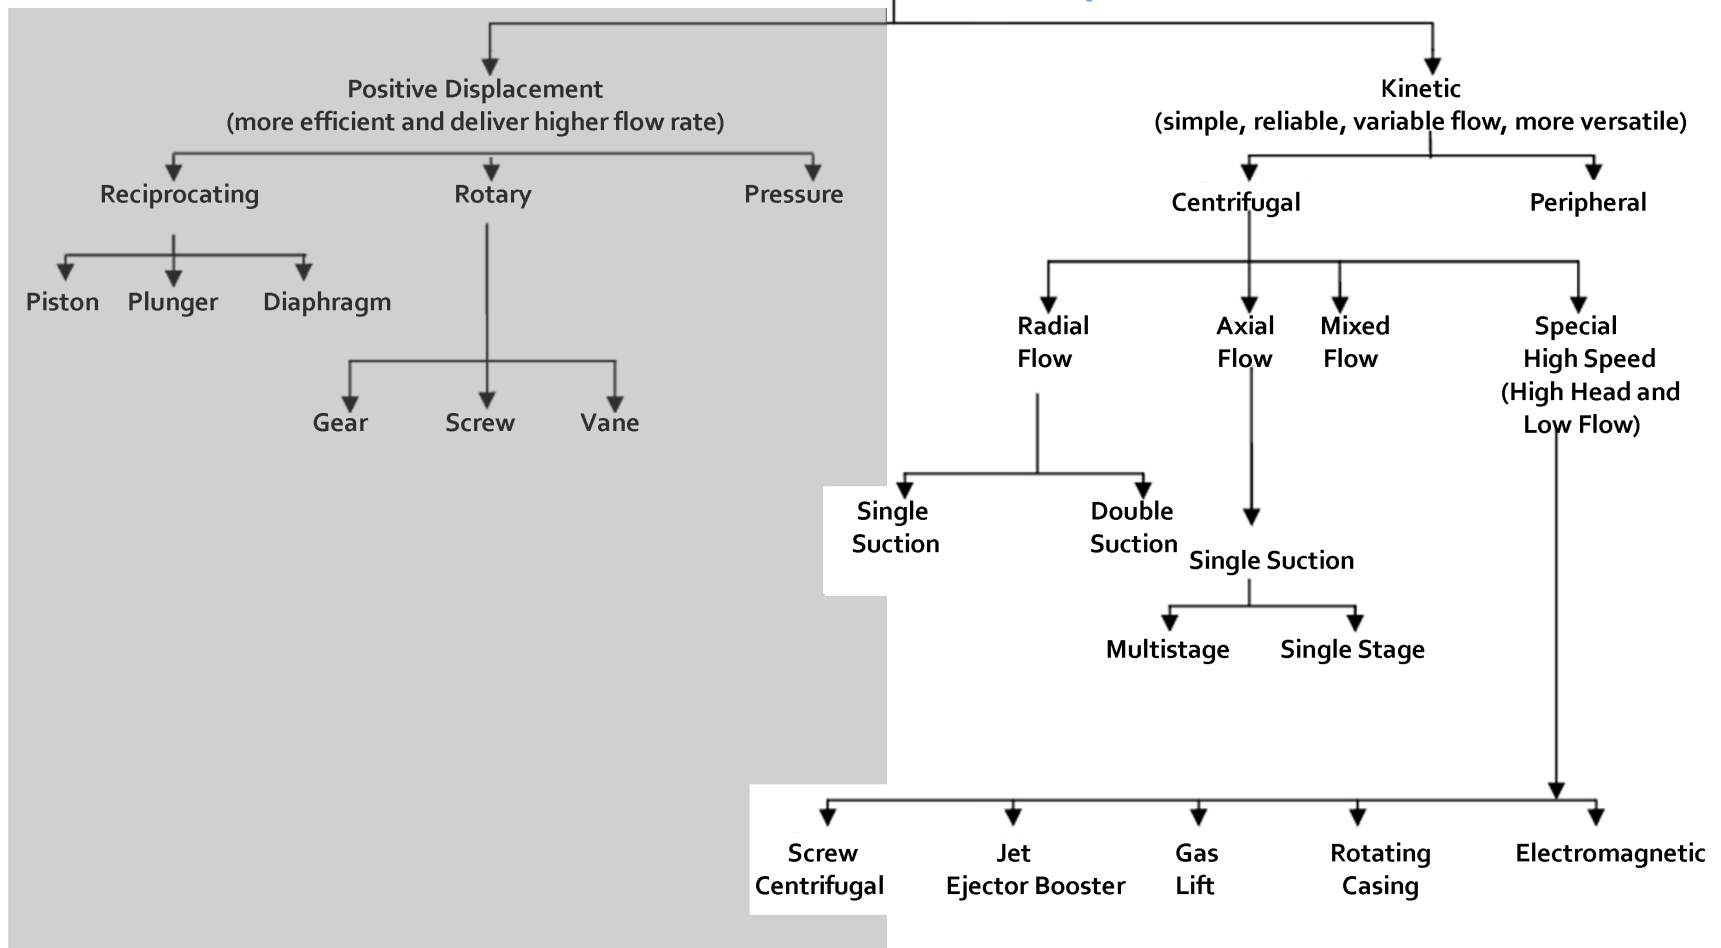 Positive Displacement
(more efficient and deliver higher flow rate)
Kinetic
(simple, reliable, variable flow, more versatile)
Reciprocating
Rotary
Pressure
Centrifugal
Peripheral
Piston
Plunger
Diaphragm
Radial
Flow
Axial
Flow
Mixed
Flow
Special
High Speed
(High Head and
Low Flow)
Gear
Screw
Vane
Single
Suction
Double
Suction
Single Suction
Multistage
Single Stage
Screw
Centrifugal
Jet
Ejector Booster
Gas
Lift
Rotating
Casing
Electromagnetic